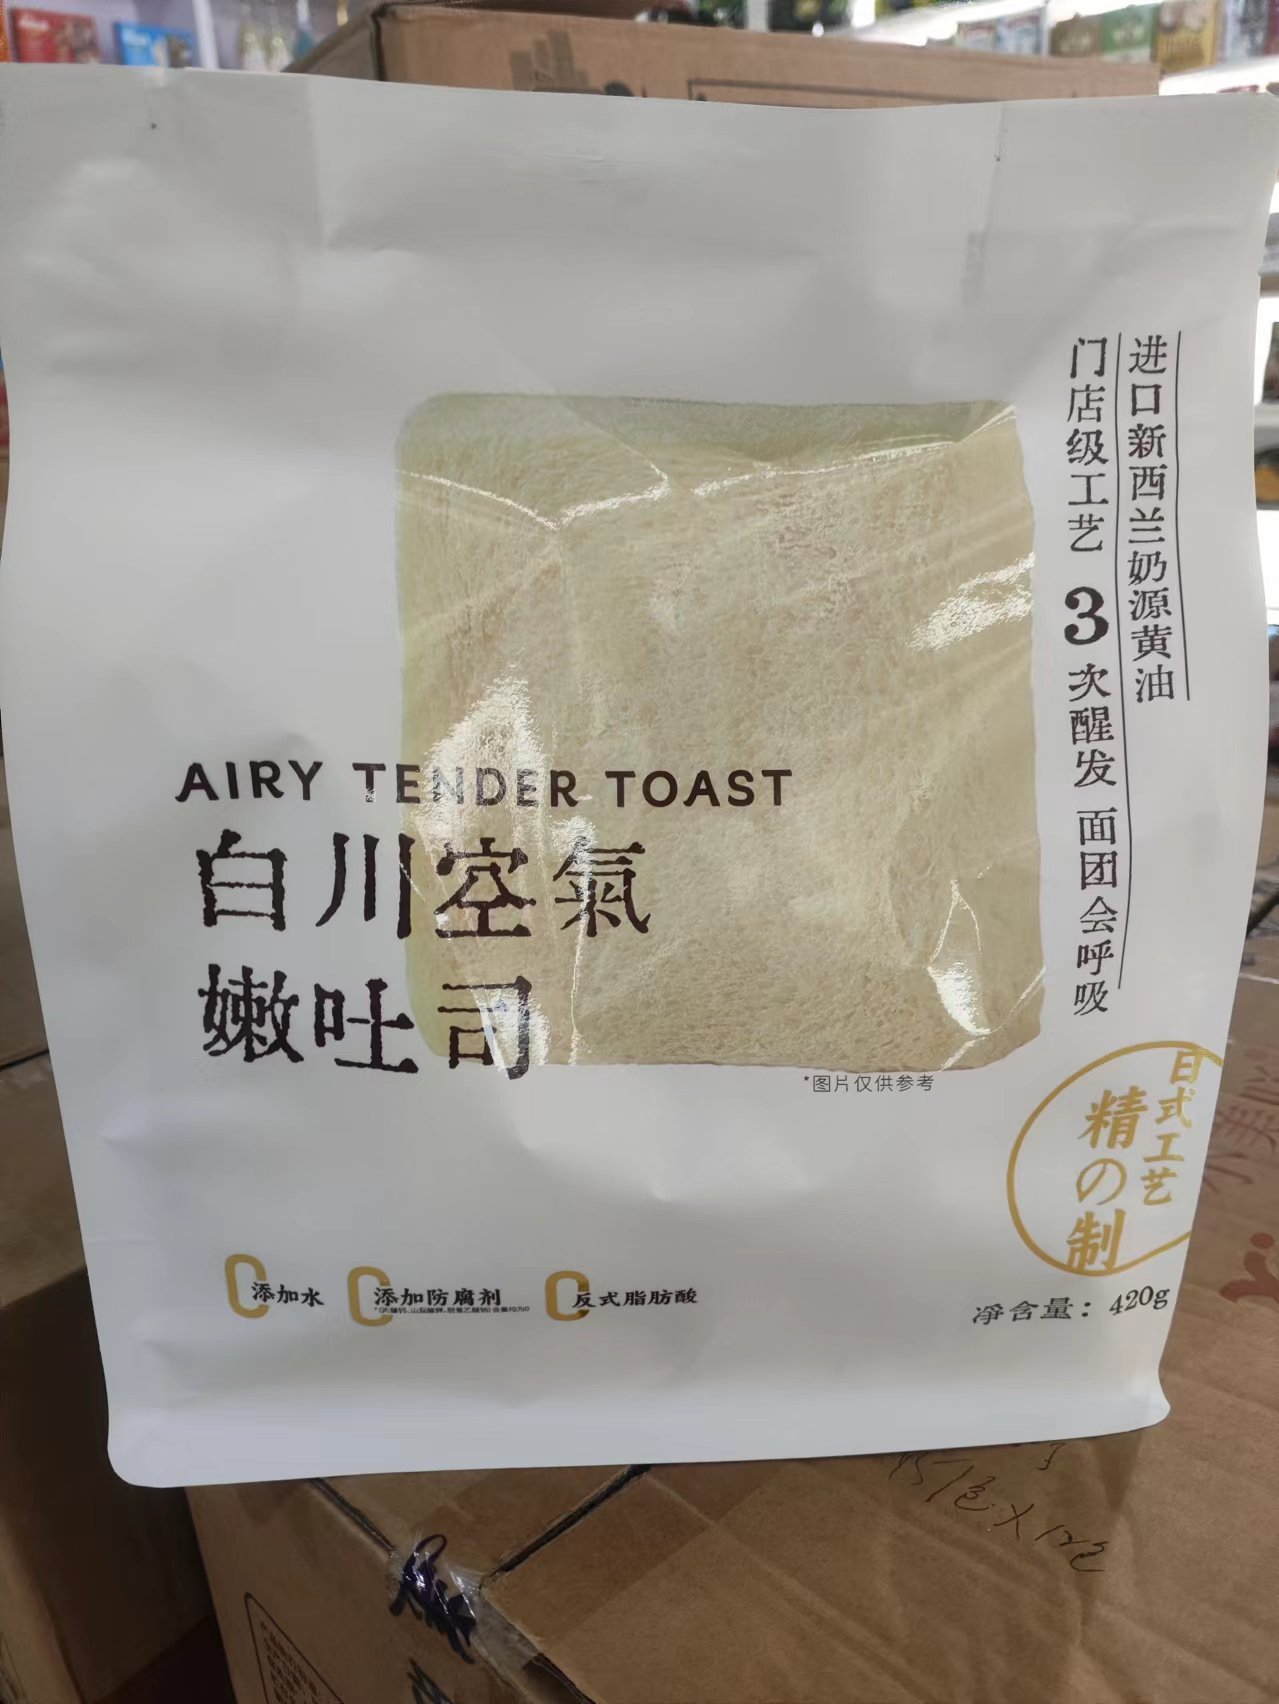 进口新西兰奶源黄油
门店级工艺 3 次醒发 面团会呼吸
AIRY TENDER TOAST
白川空氣
嫩吐司
*图片仅供参考
日式工艺
精の制
0添加水
0添加防腐剂
0反式脂肪酸
净含量：420g